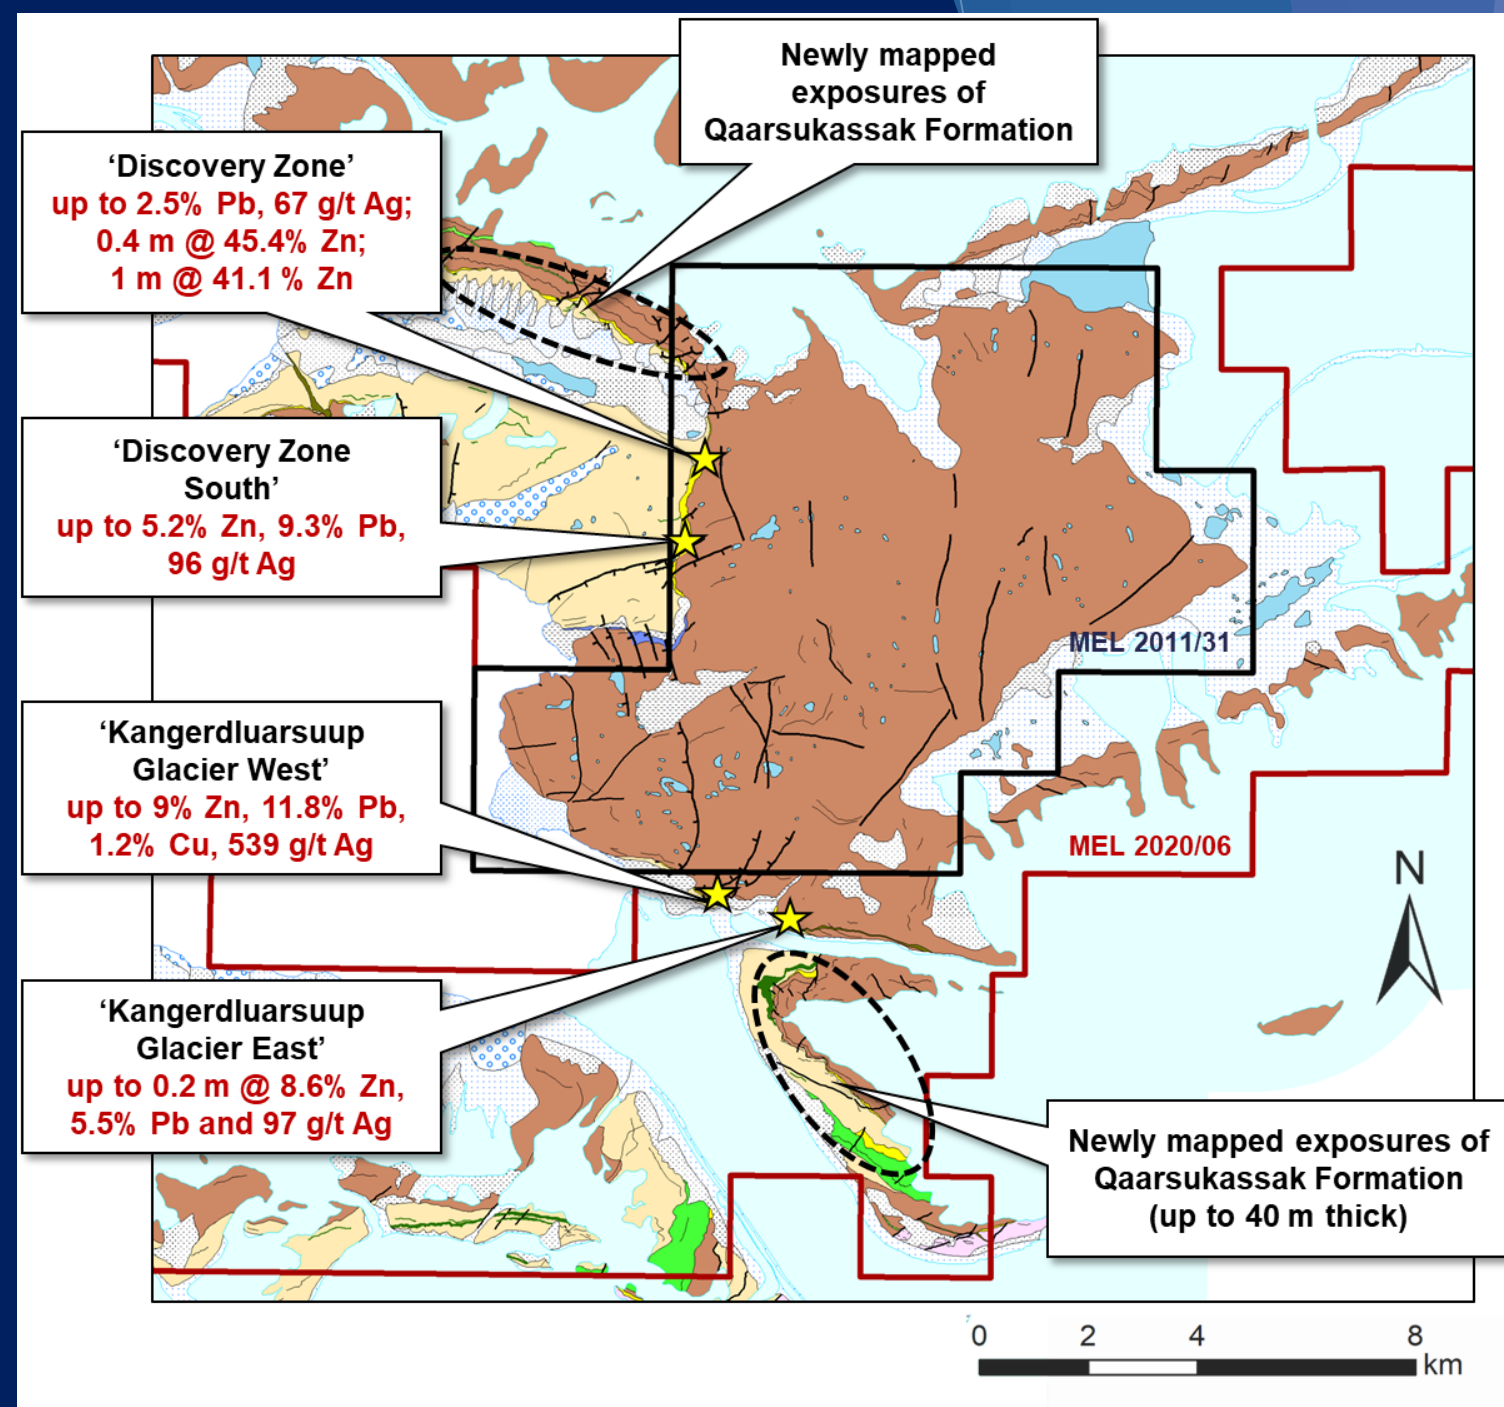 Newly mapped
exposures of
Qaarsukassak Formation
‘Discovery Zone’
up to 2.5% Pb, 67 g/t Ag;
0.4 m @ 45.4% Zn;
1 m @ 41.1 % Zn
‘Discovery Zone
South’
up to 5.2% Zn, 9.3% Pb,
96 g/t Ag
MEL 2011/31
‘Kangerdluarsuup
Glacier West’
up to 9% Zn, 11.8% Pb,
1.2% Cu, 539 g/t Ag
MEL 2020/06
N
‘Kangerdluarsuup
Glacier East’
up to 0.2 m @ 8.6% Zn,
5.5% Pb and 97 g/t Ag
Newly mapped exposures of
Qaarsukassak Formation
(up to 40 m thick)
0 2 4 8
km